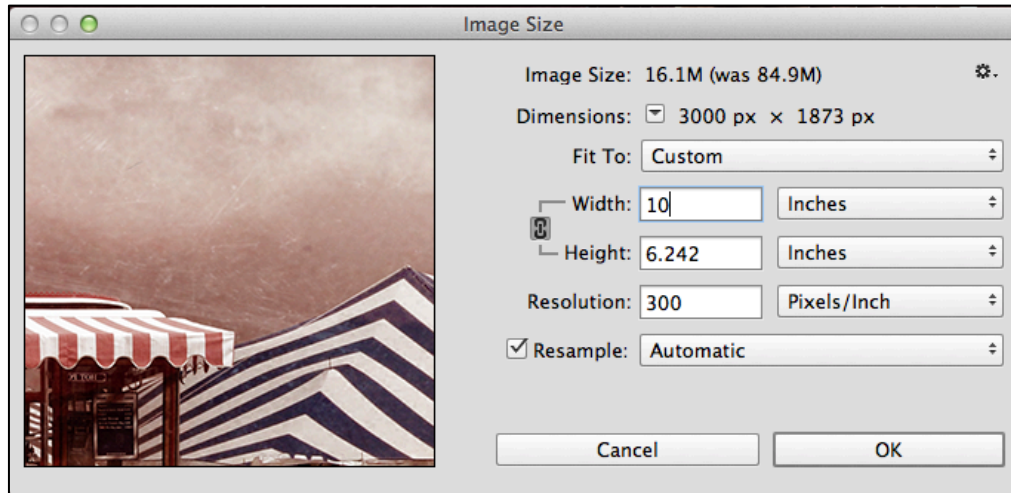 Image Size
Image Size: 16.1M (was 84.9M)
Dimensions: 3000 px × 1873 px
Fit To: Custom
Width: 10 Inches
Height: 6.242 Inches
Resolution: 300 Pixels/Inch
Resample: Automatic
Cancel OK